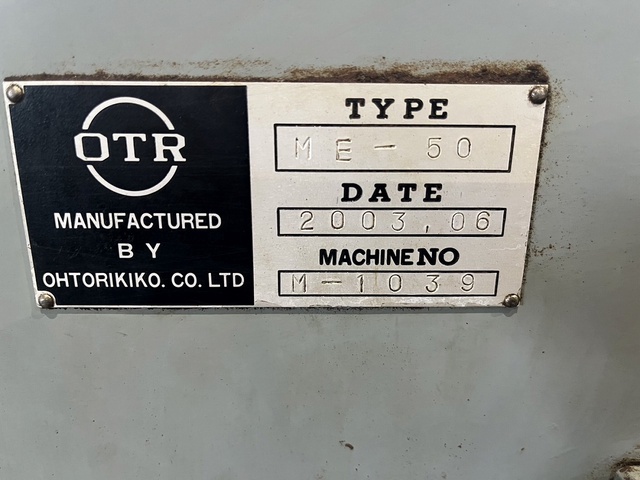 OTR
MANUFACTURED
BY
OHTORIKIKO. CO. LTD
TYPE
ME-50
DATE
2003,06
MACHINE NO
M-1039